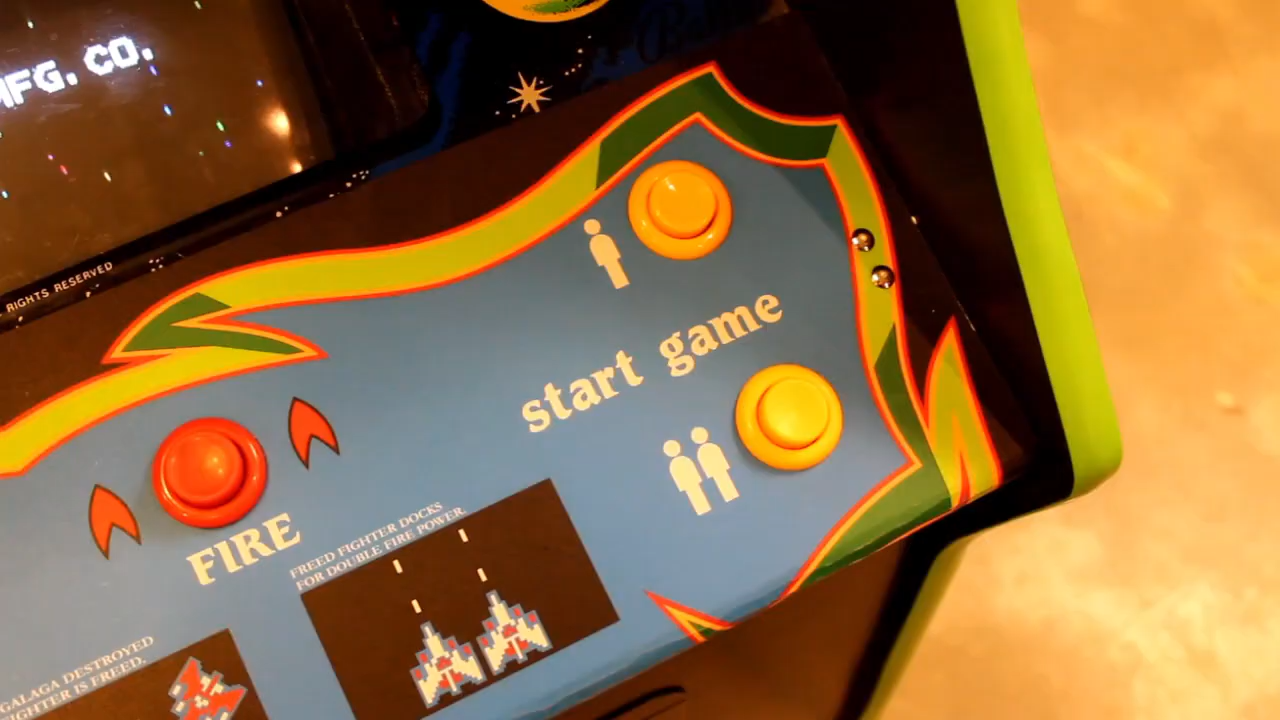 MFG. CO.
RIGHTS RESERVED
start game
FIRE
FREED FIGHTER DOCKS
FOR DOUBLE FIRE POWER.
GALAGA DESTROYED
FIGHTER IS FREED.